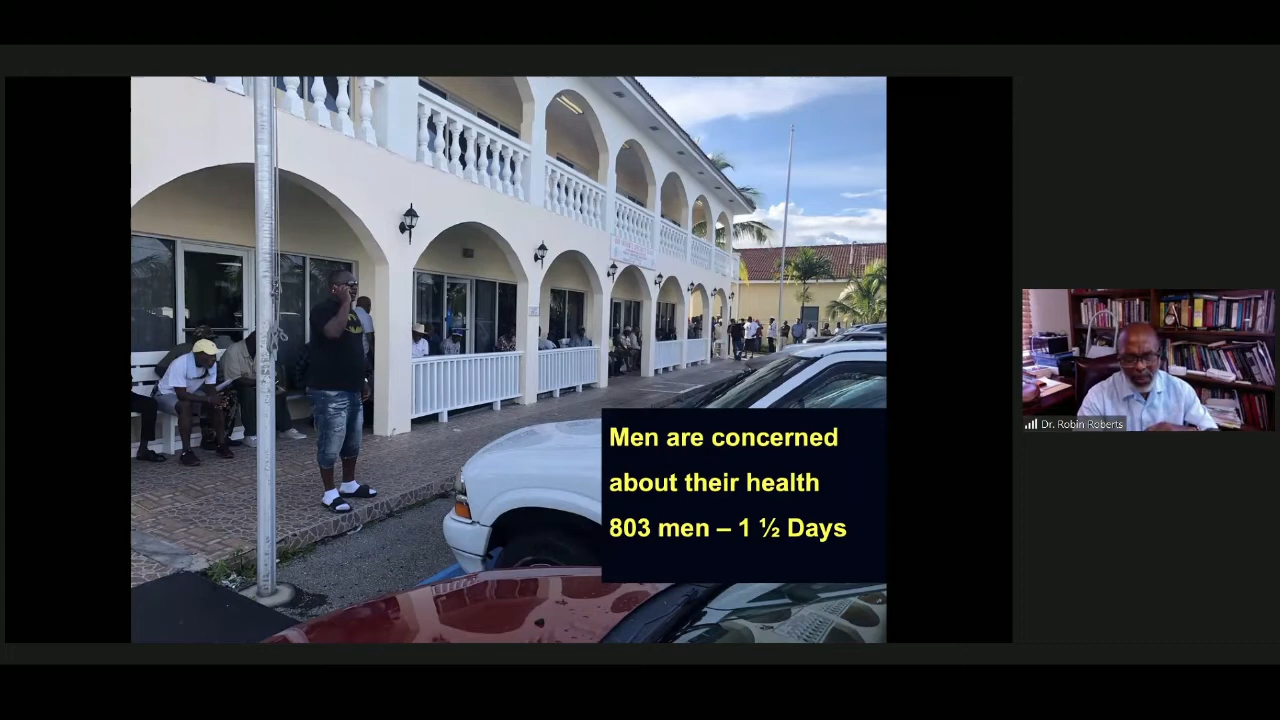 Men are concerned
about their health
803 men – 1 ½ Days
Dr. Robin Roberts